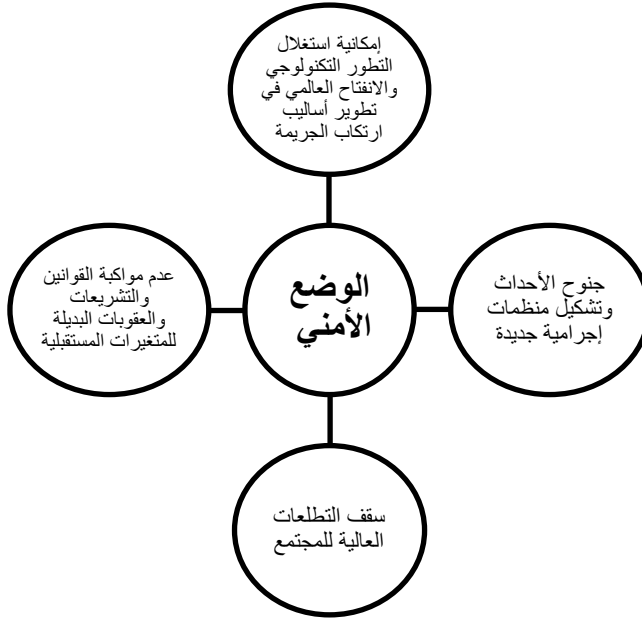 إمكانية استغلال
التطور التكنولوجي
والانفتاح العالمي في
تطوير أساليب
ارتكاب الجريمة
الوضع
الأمني
جنوح الأحداث
وتشكيل منظمات
إجرامية جديدة
عدم مواكبة القوانين
والتشريعات
والعقوبات البديلة
للمتغيرات المستقبلية
سقف التطلعات
العالية للمجتمع